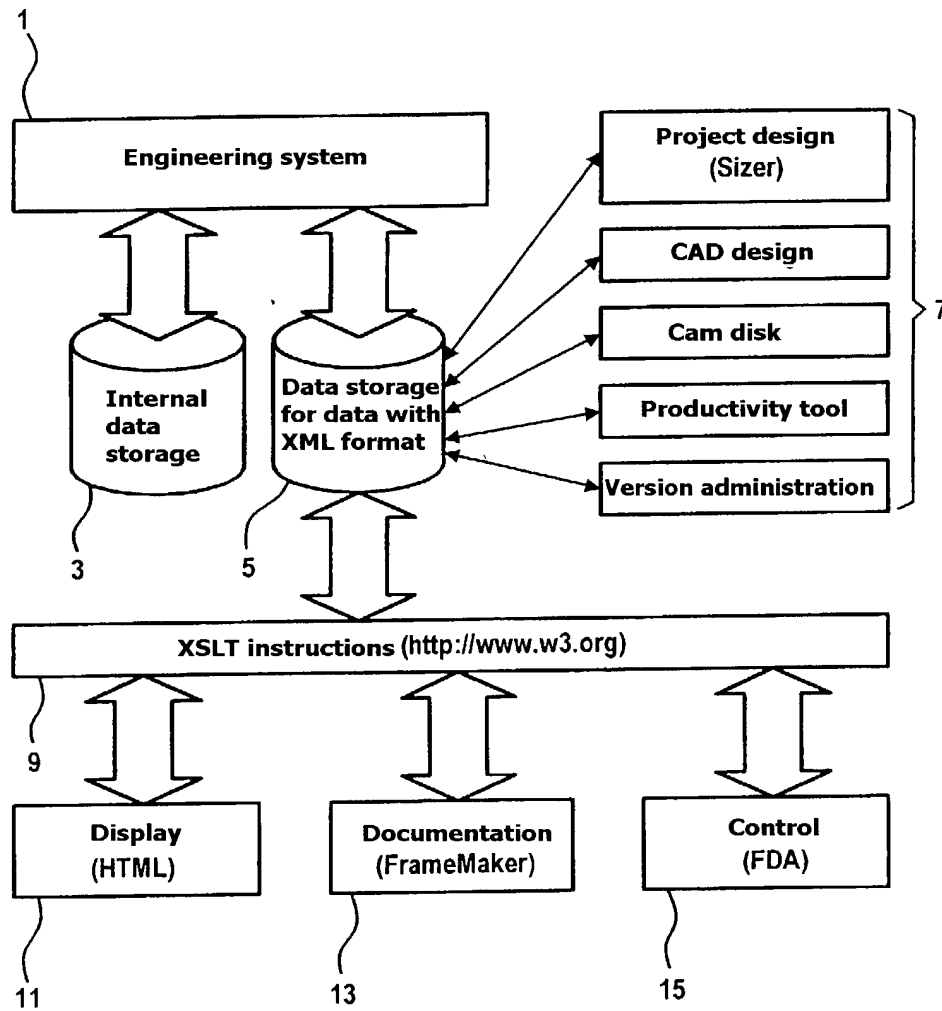 1
Engineering system
Project design
(Sizer)
CAD design
Cam disk
Productivity tool
Version administration
7
Internal
data
storage
Data storage
for data with
XML format
3
5
XSLT instructions (http://www.w3.org)
9
Display
(HTML)
Documentation
(FrameMaker)
Control
(FDA)
11
13
15